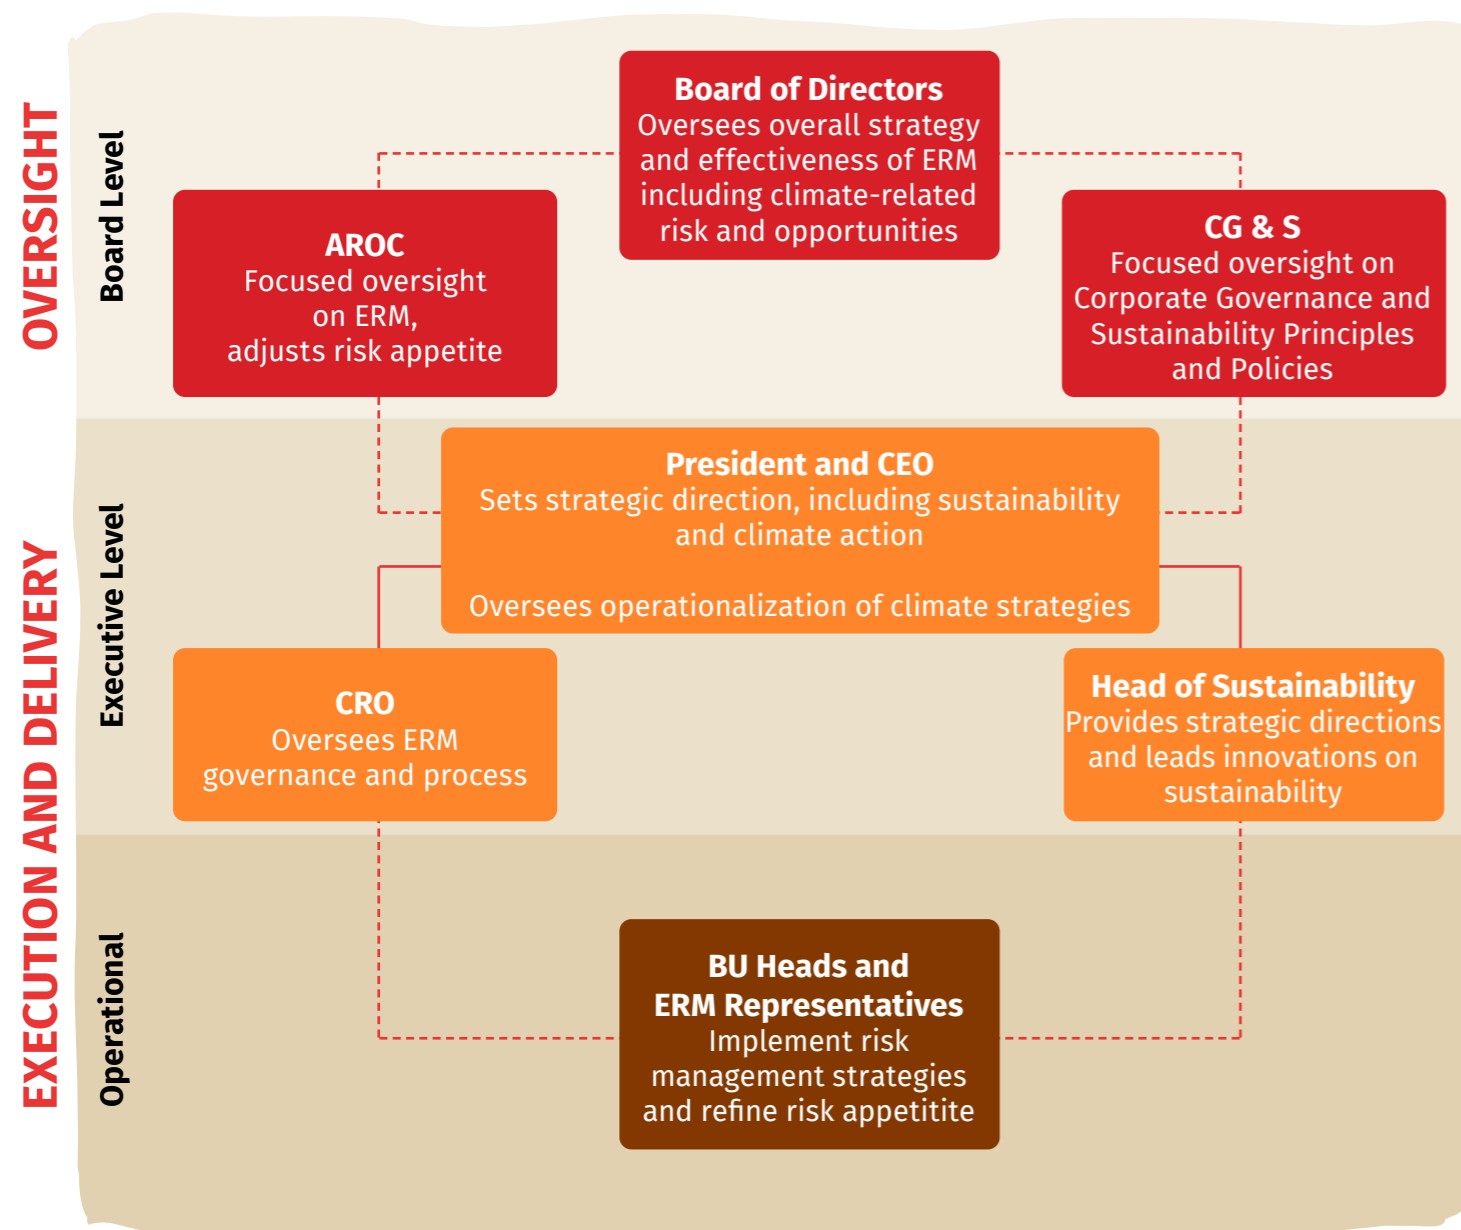 OVERSIGHT
Board Level
Board of Directors
Oversees overall strategy
and effectiveness of ERM
including climate-related
risk and opportunities
AROC
Focused oversight
on ERM,
adjusts risk appetite
CG & S
Focused oversight on
Corporate Governance and
Sustainability Principles
and Policies
EXECUTION AND DELIVERY
Executive Level
President and CEO
Sets strategic direction, including sustainability
and climate action
Oversees operationalization of climate strategies
CRO
Oversees ERM
governance and process
Head of Sustainability
Provides strategic directions
and leads innovations on
sustainability
Operational
BU Heads and
ERM Representatives
Implement risk
management strategies
and refine risk appetitite